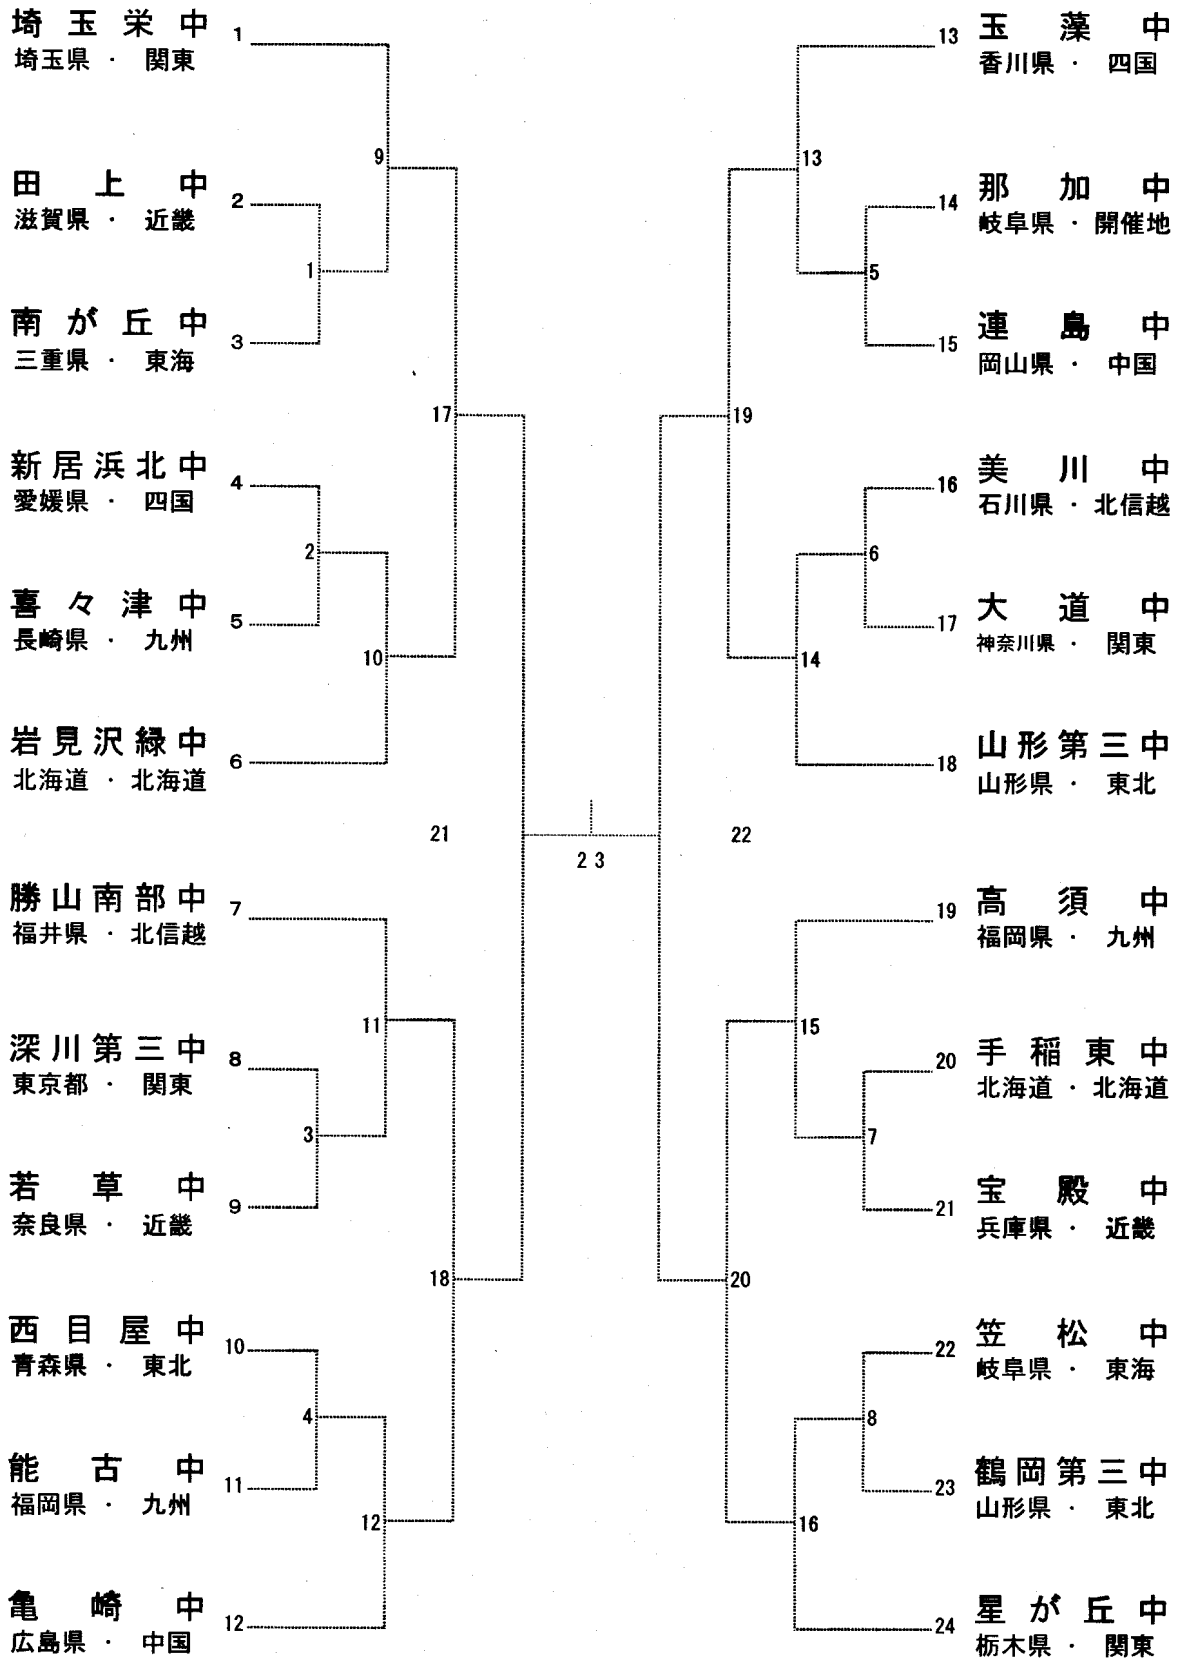 埼玉栄中 1
埼玉県・関東
田上中 2
滋賀県・近畿
1
南が丘中 3
三重県・東海
9
新居浜北中 4
愛媛県・四国
2
喜々津中 5
長崎県・九州
10
岩見沢緑中 6
北海道・北海道
17
21
勝山南部中 7
福井県・北信越
11
深川第三中 8
東京都・関東
3
若草中 9
奈良県・近畿
18
西目屋中 10
青森県・東北
4
能古中 11
福岡県・九州
12
亀崎中 12
広島県・中国
23
13 玉藻中
香川県・四国
13
14 那加中
岐阜県・開催地
5
15 連島中
岡山県・中国
19
16 美川中
石川県・北信越
6
17 大道中
神奈川県・関東
14
18 山形第三中
山形県・東北
22
19 高須中
福岡県・九州
15
20 手稲東中
北海道・北海道
7
21 宝殿中
兵庫県・近畿
20
22 笠松中
岐阜県・東海
8
23 鶴岡第三中
山形県・東北
16
24 星が丘中
栃木県・関東